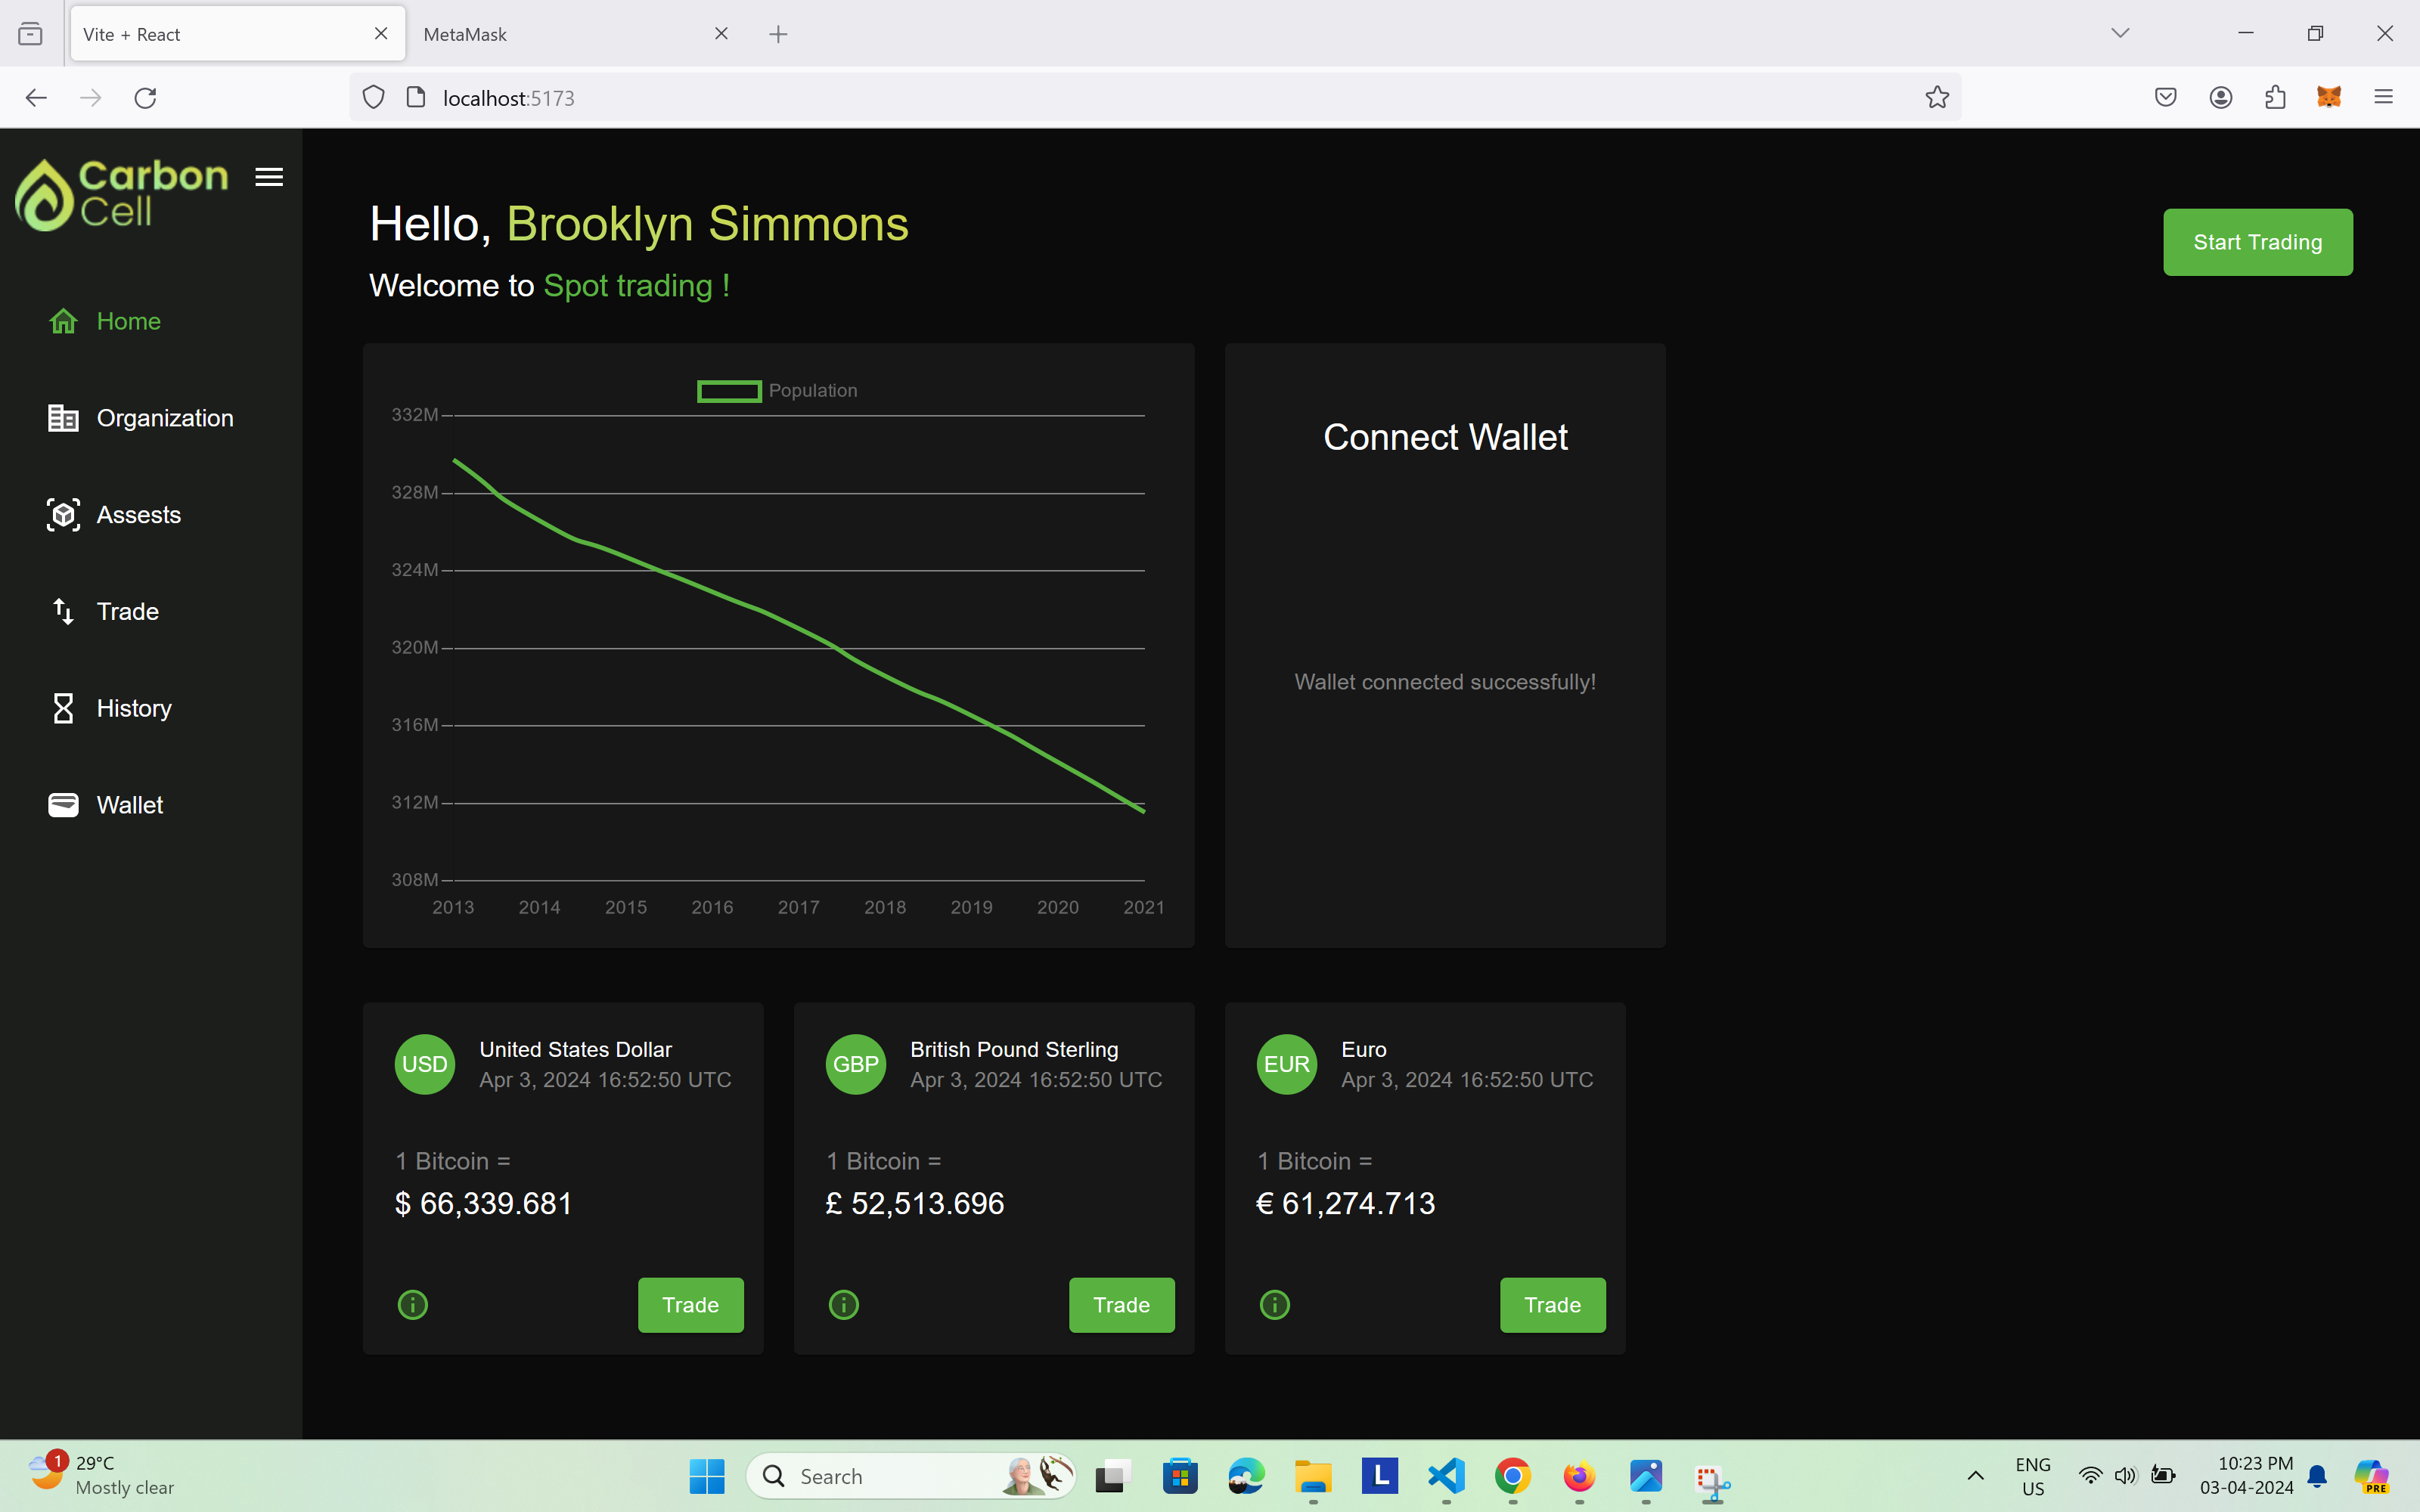 Vite + React
MetaMask
localhost:5173
Carbon
Cell
Home
Organization
Assests
Trade
History
Wallet
Hello, Brooklyn Simmons
Welcome to Spot trading !
Start Trading
Population
332M
328M
324M
320M
316M
312M
308M
2013 2014 2015 2016 2017 2018 2019 2020 2021
Connect Wallet
Wallet connected successfully!
USD
United States Dollar
Apr 3, 2024 16:52:50 UTC
1 Bitcoin =
$ 66,339.681
Trade
GBP
British Pound Sterling
Apr 3, 2024 16:52:50 UTC
1 Bitcoin =
£ 52,513.696
Trade
EUR
Euro
Apr 3, 2024 16:52:50 UTC
1 Bitcoin =
€ 61,274.713
Trade
1
29°C
Mostly clear
Search
L
ENG
US
10:23 PM
03-04-2024
PRE